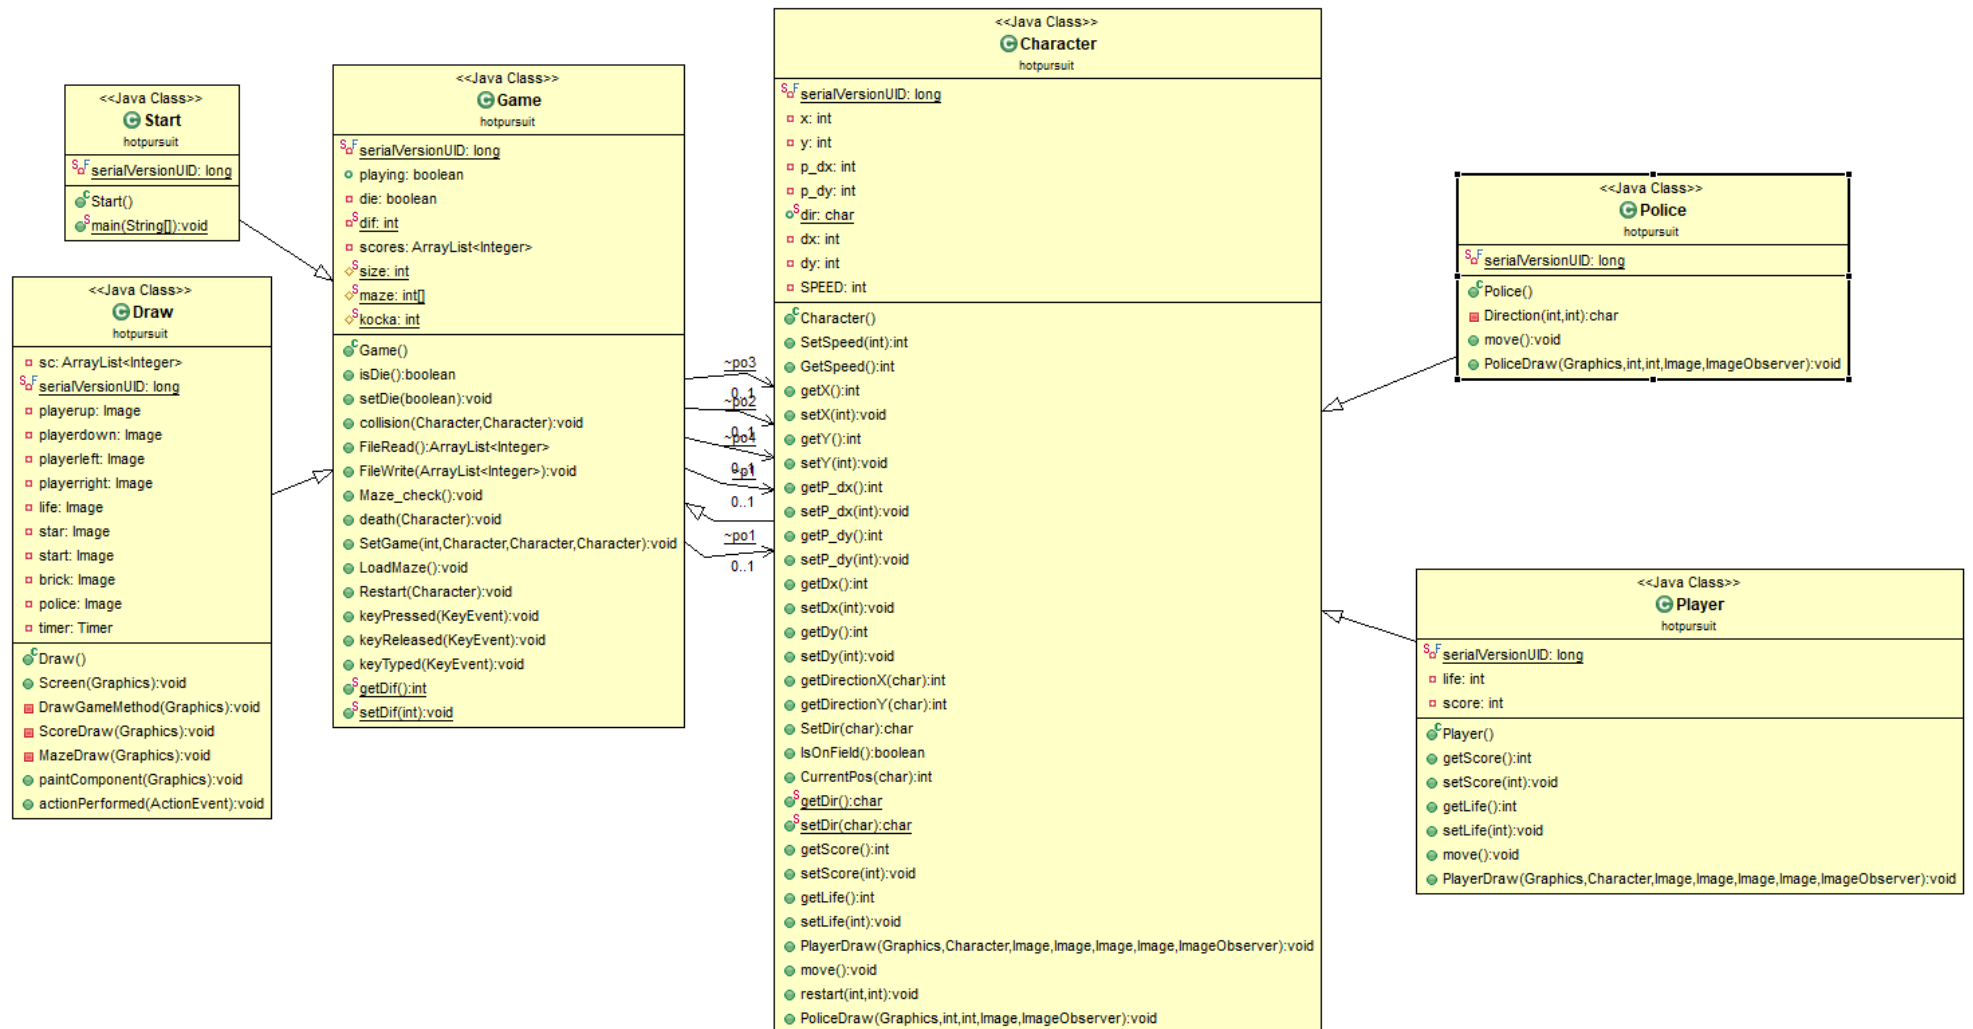 <<Java Class>>
Start
hotpursuit
serialVersionUID: long
Start()
main(String[]):void
<<Java Class>>
Draw
hotpursuit
sc: ArrayList<Integer>
serialVersionUID: long
playerup: Image
playerdown: Image
playerleft: Image
playerright: Image
life: Image
star: Image
start: Image
brick: Image
police: Image
timer: Timer
Draw()
Screen(Graphics):void
DrawGameMethod(Graphics):void
ScoreDraw(Graphics):void
MazeDraw(Graphics):void
paintComponent(Graphics):void
actionPerformed(ActionEvent):void
<<Java Class>>
Game
hotpursuit
serialVersionUID: long
playing: boolean
die: boolean
dif: int
scores: ArrayList<Integer>
size: int
maze: int[]
kocka: int
Game()
isDie():boolean
setDie(boolean):void
collision(Character,Character):void
FileRead():ArrayList<Integer>
FileWrite(ArrayList<Integer>):void
Maze_check():void
death(Character):void
SetGame(int,Character,Character,Character):void
LoadMaze():void
Restart(Character):void
keyPressed(KeyEvent):void
keyReleased(KeyEvent):void
keyTyped(KeyEvent):void
getDif():int
setDif(int):void
~po3
0..1
~po2
0..1
~po4
0..1
~p1
0..1
~po1
0..1
<<Java Class>>
Character
hotpursuit
serialVersionUID: long
x: int
y: int
p_dx: int
p_dy: int
dir: char
dx: int
dy: int
SPEED: int
Character()
SetSpeed(int):int
GetSpeed():int
getX():int
setX(int):void
getY():int
setY(int):void
getP_dx():int
setP_dx(int):void
getP_dy():int
setP_dy(int):void
getDx():int
setDx(int):void
getDy():int
setDy(int):void
getDirectionX(char):int
getDirectionY(char):int
SetDir(char):char
IsOnField():boolean
CurrentPos(char):int
getDir():char
setDir(char):char
getScore():int
setScore(int):void
getLife():int
setLife(int):void
PlayerDraw(Graphics,Character,Image,Image,Image,Image,ImageObserver):void
move():void
restart(int,int):void
PoliceDraw(Graphics,int,int,Image,ImageObserver):void
<<Java Class>>
Police
hotpursuit
serialVersionUID: long
Police()
Direction(int,int):char
move():void
PoliceDraw(Graphics,int,int,Image,ImageObserver):void
<<Java Class>>
Player
hotpursuit
serialVersionUID: long
life: int
score: int
Player()
getScore():int
setScore(int):void
getLife():int
setLife(int):void
move():void
PlayerDraw(Graphics,Character,Image,Image,Image,Image,ImageObserver):void